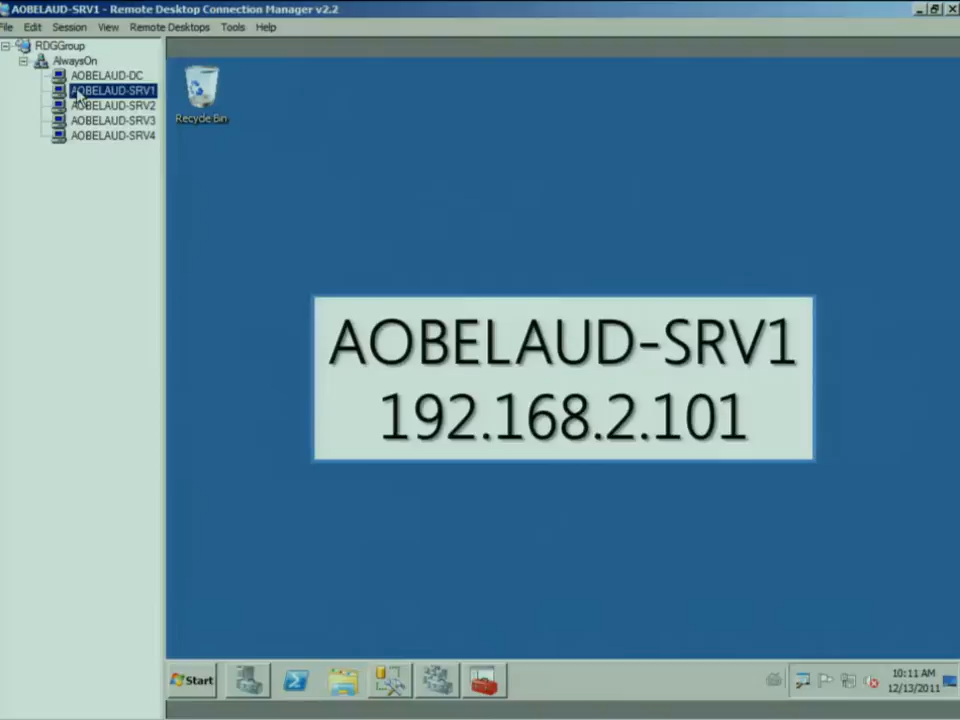 AOBELAUD-SRV1 - Remote Desktop Connection Manager v2.2
File Edit Session View Remote Desktops Tools Help
RDGGroup
AlwaysOn
AOBELAUD-DC
AOBELAUD-SRV1
AOBELAUD-SRV2
AOBELAUD-SRV3
AOBELAUD-SRV4
Recycle Bin
AOBELAUD-SRV1
192.168.2.101
Start
10:11 AM
12/13/2011